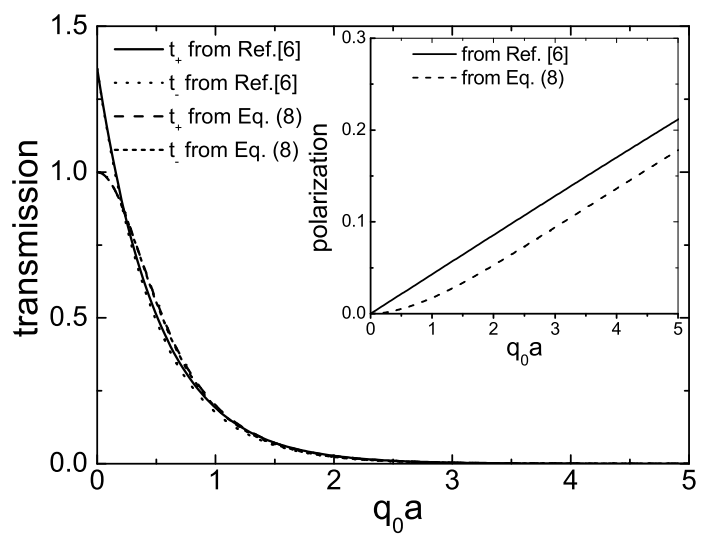 1.5
1.0
0.5
0.0
transmission
0
1
2
3
4
5
q₀a
t₊ from Ref.[6]
t₋ from Ref.[6]
t₊ from Eq. (8)
t₋ from Eq. (8)
0.3
0.2
0.1
0.0
polarization
0
1
2
3
4
5
q₀a
from Ref. [6]
from Eq. (8)